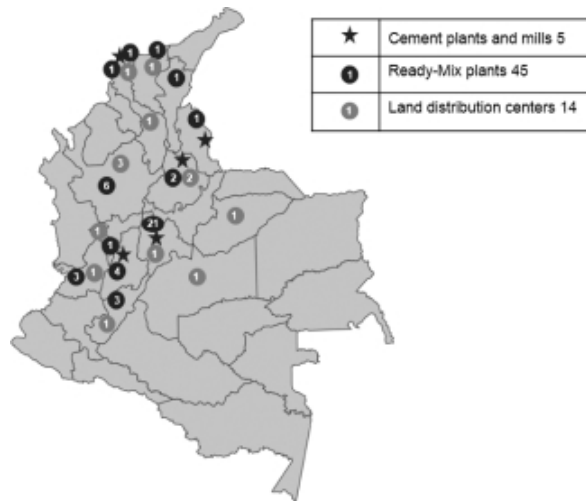 Cement plants and mills 5
1 Ready-Mix plants 45
1 Land distribution centers 14
1 1
1 1 1
1
1 1
3
2 2
6
1
21
1
1
1
3 1 4 1
3
1